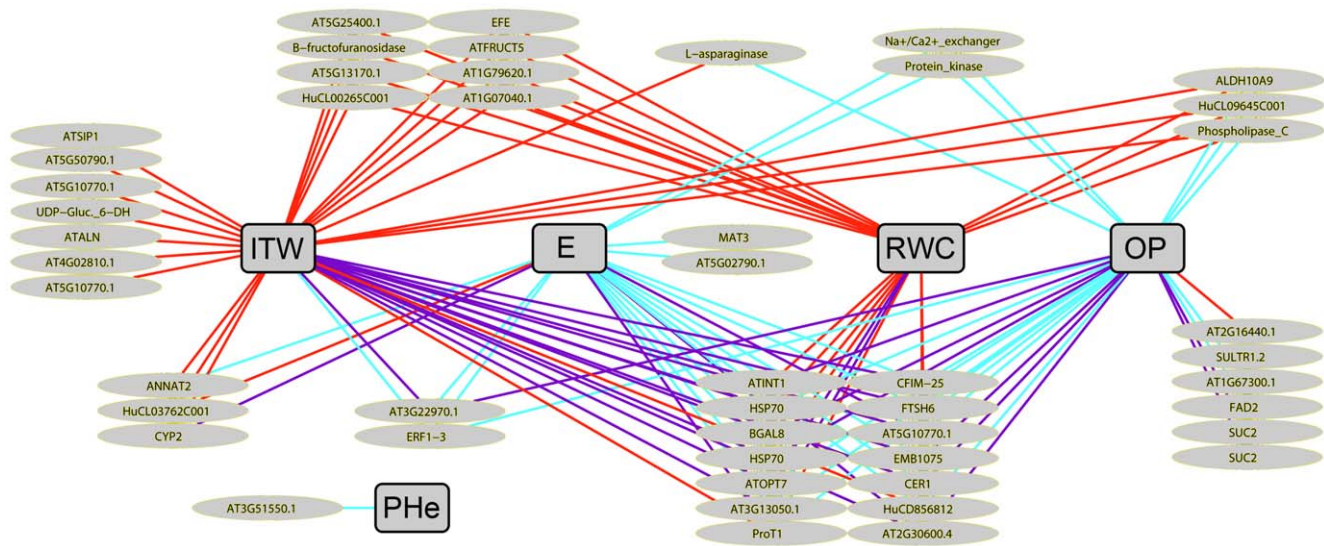 AT5G25400.1
EFE
B-fructofuranosidase
ATFRUCT5
AT5G13170.1
AT1G79620.1
HuCL00265C001
AT1G07040.1
L-asparaginase
Na+/Ca2+_exchanger
Protein_kinase
ALDH10A9
HuCL09645C001
Phospholipase_C
ATSIP1
AT5G50790.1
AT5G10770.1
UDP-Gluc._6-DH
ATALN
AT4G02810.1
AT5G10770.1
ITW
E
MAT3
AT5G02790.1
RWC
OP
ANNAT2
HuCL03762C001
CYP2
AT3G22970.1
ERF1-3
ATINT1
CFIM-25
HSP70
FTSH6
BGAL8
AT5G10770.1
HSP70
EMB1075
ATOPT7
CER1
AT3G13050.1
HuCD856812
ProT1
AT2G30600.4
AT2G16440.1
SULTR1.2
AT1G67300.1
FAD2
SUC2
SUC2
AT3G51550.1
PHe